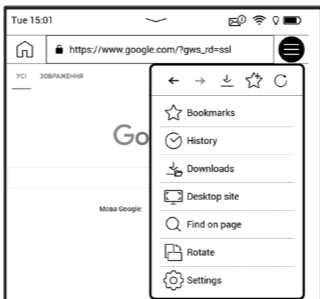 Tue 15:01
https://www.google.com/?gws_rd=ssl
УСІ ЗОБРАЖЕННЯ
Go
Мова Google:
Bookmarks
History
Downloads
Desktop site
Find on page
Rotate
Settings